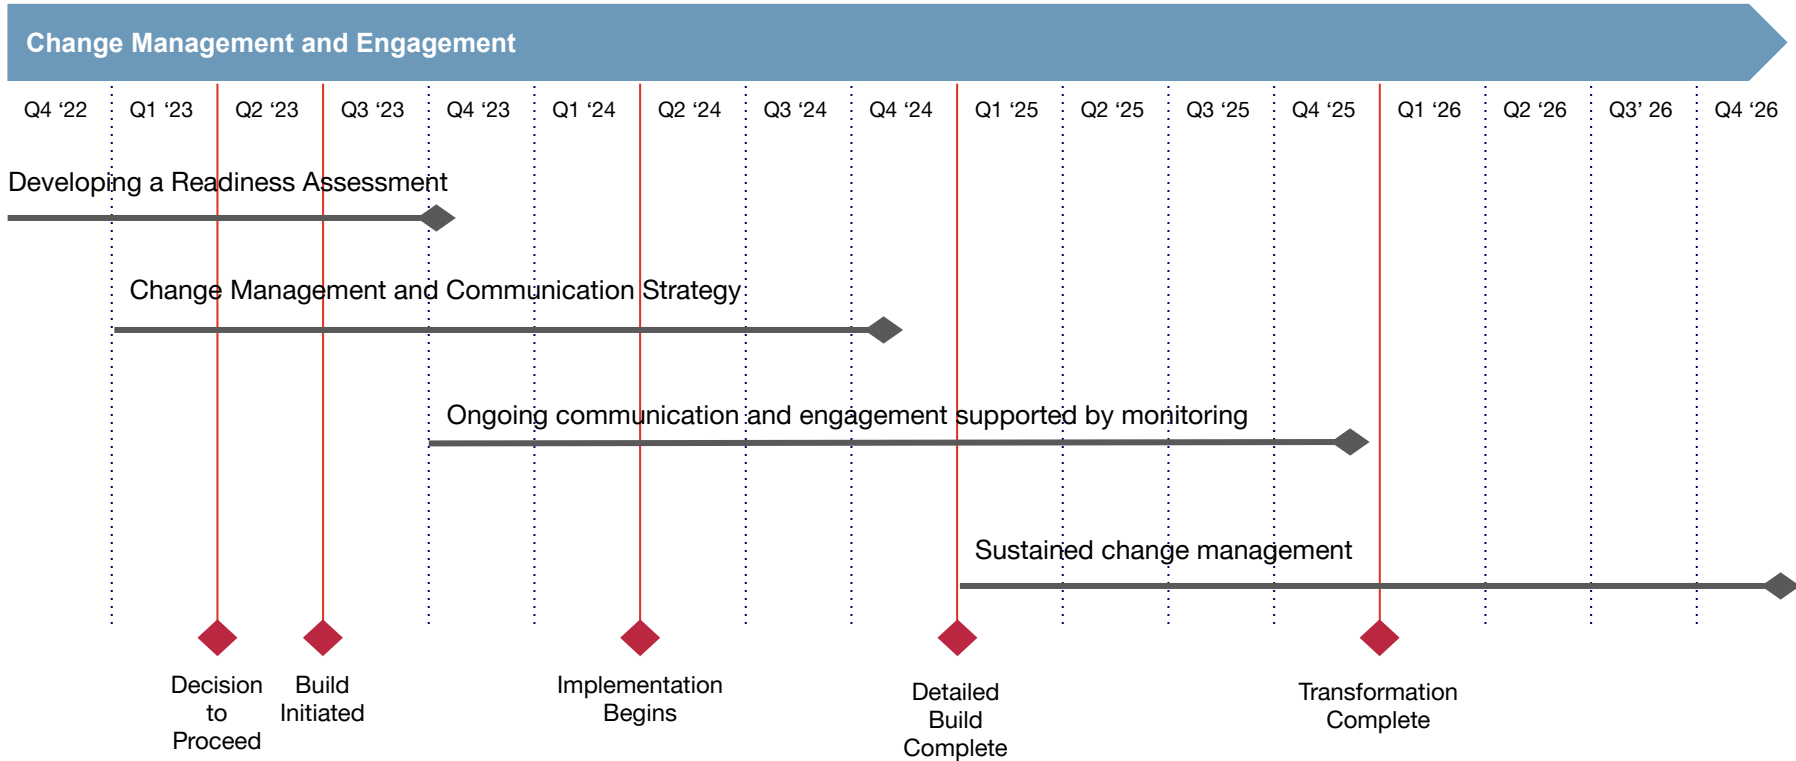 Change Management and Engagement
Q4 ‘22 Q1 ‘23 Q2 ‘23 Q3 ‘23 Q4 ‘23 Q1 ‘24 Q2 ‘24 Q3 ‘24 Q4 ‘24 Q1 ‘25 Q2 ‘25 Q3 ‘25 Q4 ‘25 Q1 ‘26 Q2 ‘26 Q3’ 26 Q4 ‘26
Developing a Readiness Assessment
Change Management and Communication Strategy
Ongoing communication and engagement supported by monitoring
Sustained change management
Decision
to
Proceed
Build
Initiated
Implementation
Begins
Detailed
Build
Complete
Transformation
Complete